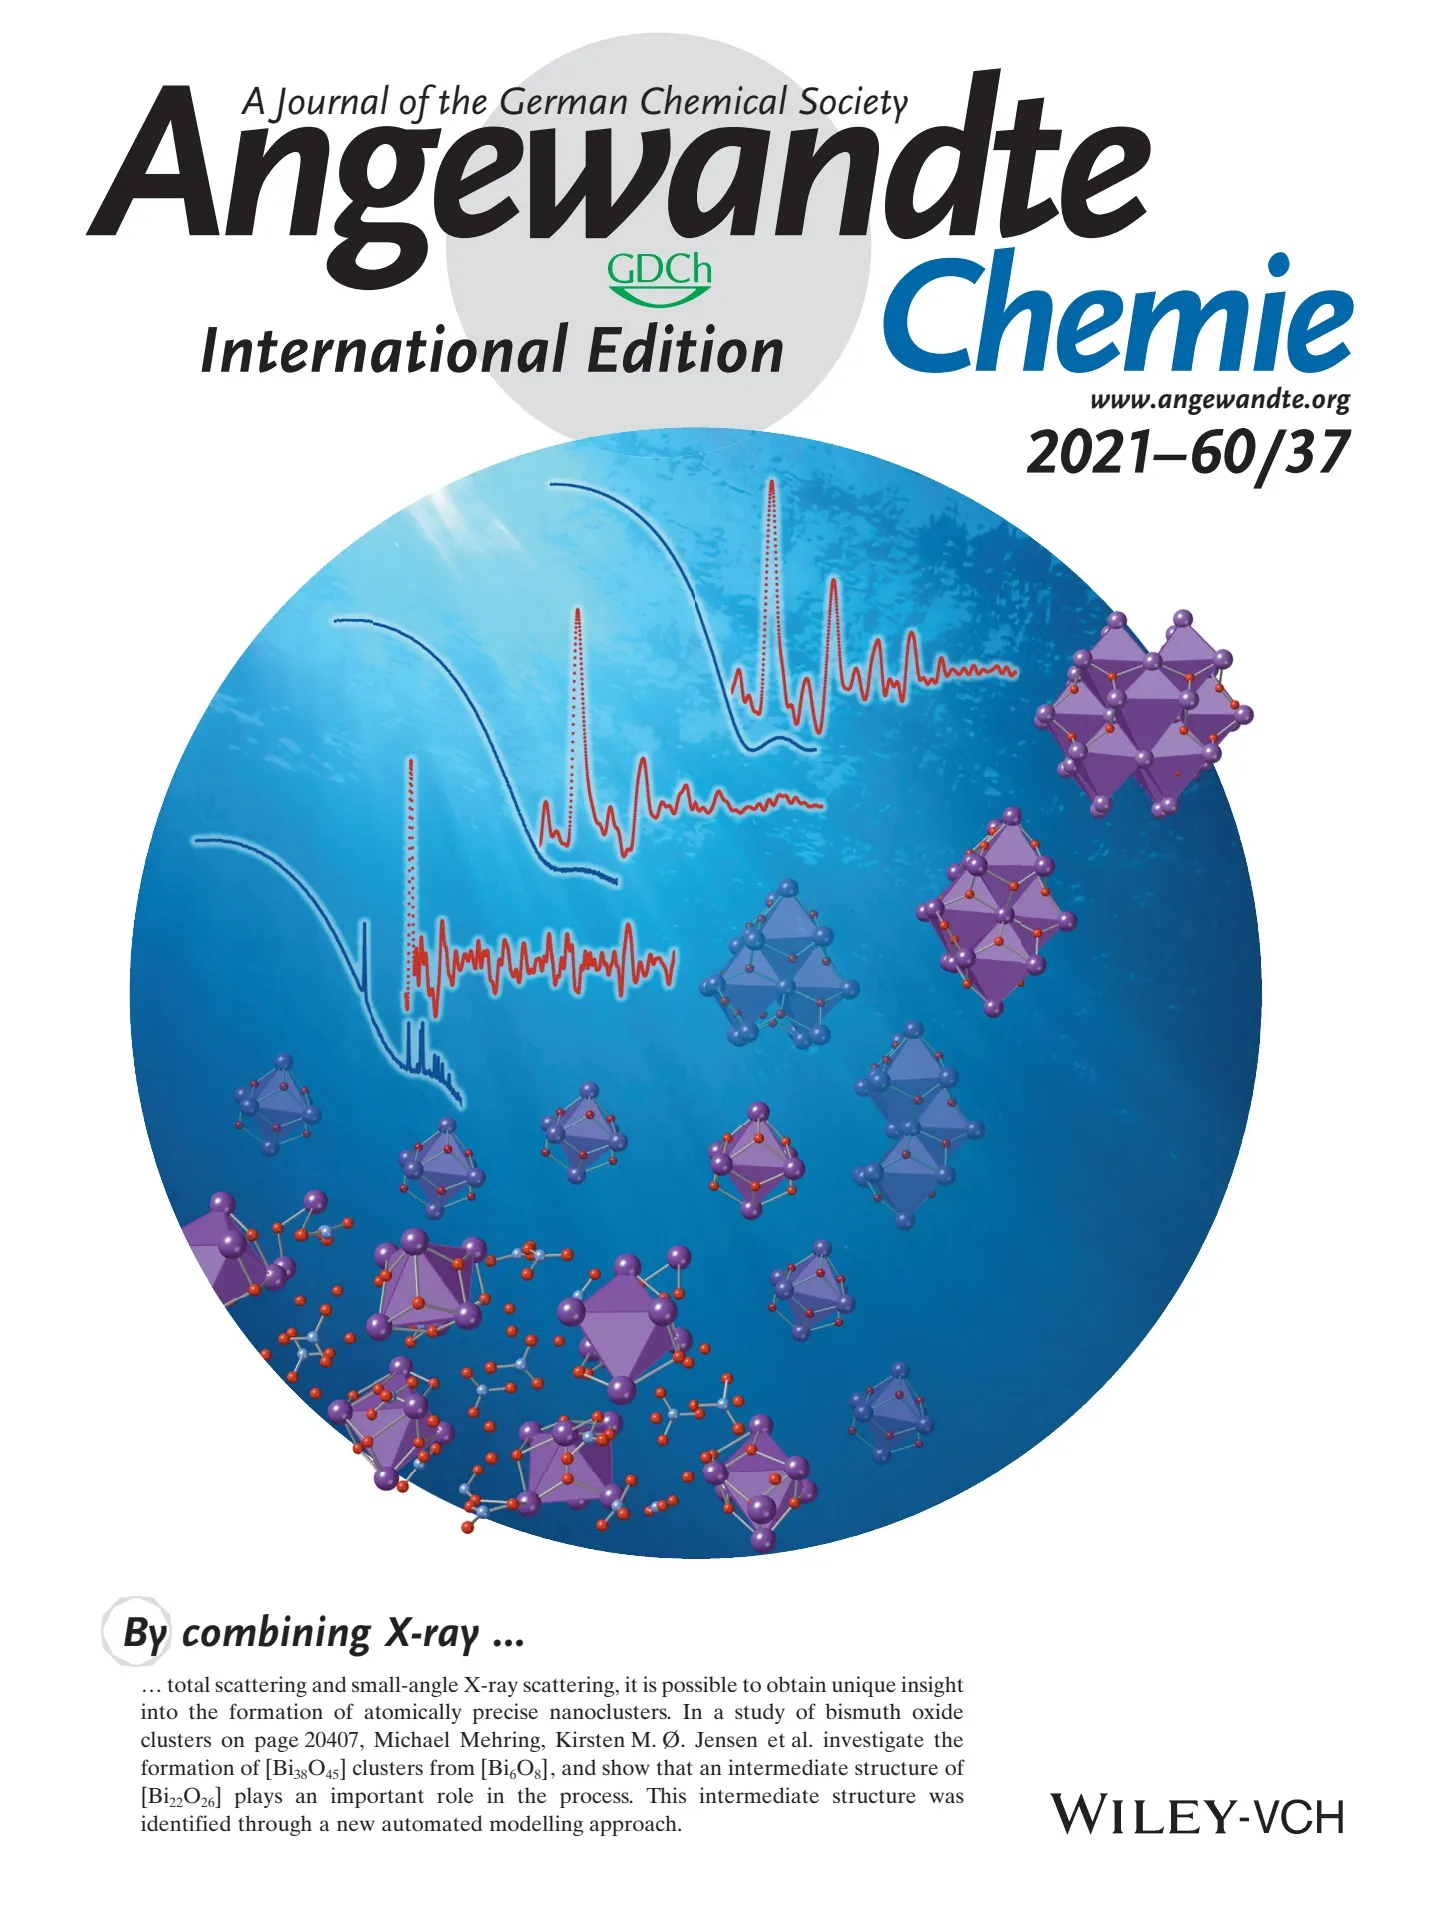 A Journal of the German Chemical Society
Angewandte
GDCh
Chemie
International Edition
www.angewandte.org
2021–60/37
By combining X-ray ...
… total scattering and small-angle X-ray scattering, it is possible to obtain unique insight
into the formation of atomically precise nanoclusters. In a study of bismuth oxide
clusters on page 20407, Michael Mehring, Kirsten M. Ø. Jensen et al. investigate the
formation of [Bi₃₈O₄₅] clusters from [Bi₆O₈], and show that an intermediate structure of
[Bi₂₂O₂₆] plays an important role in the process. This intermediate structure was
identified through a new automated modelling approach.
WILEY-VCH